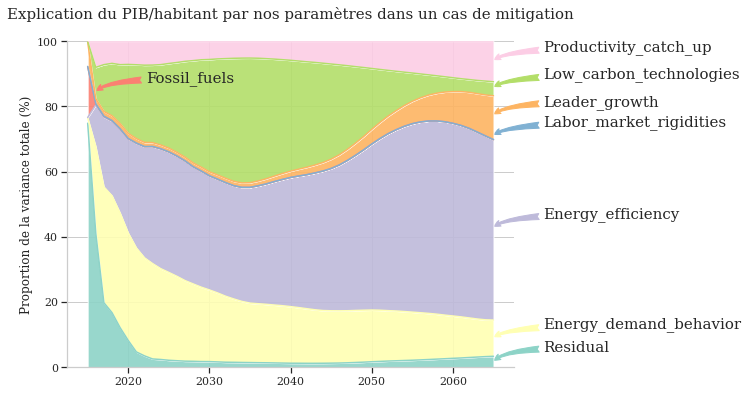 Explication du PIB/habitant par nos paramètres dans un cas de mitigation
Proportion de la variance totale (%)
100
80
60
40
20
0
2020
2030
2040
2050
2060
Fossil_fuels
Productivity_catch_up
Low_carbon_technologies
Leader_growth
Labor_market_rigidities
Energy_efficiency
Energy_demand_behavior
Residual